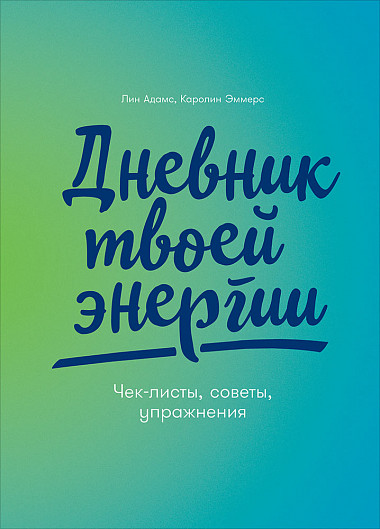 Лин Адамс, Каролин Эммерс
Дневник
твоей
энергии
Чек-листы, советы,
упражнения